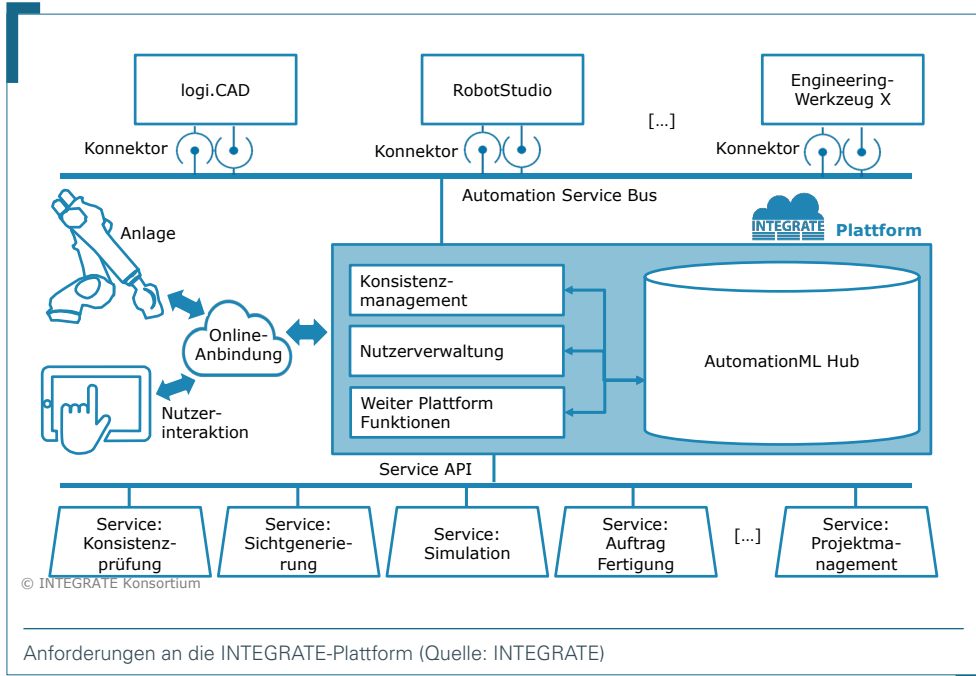 logi.CAD
RobotStudio
Engineering-
Werkzeug X
[...]
Konnektor
Konnektor
Konnektor
Automation Service Bus
INTEGRATE
Plattform
Anlage
Online-
Anbindung
Nutzer-
interaktion
Konsistenz-
management
Nutzerverwaltung
Weiter Plattform
Funktionen
AutomationML Hub
Service API
Service:
Konsistenz-
prüfung
Service:
Sichtgenerie-
rung
Service:
Simulation
Service:
Auftrag
Fertigung
[...]
Service:
Projektma-
nagement
© INTEGRATE Konsortium
Anforderungen an die INTEGRATE-Plattform (Quelle: INTEGRATE)